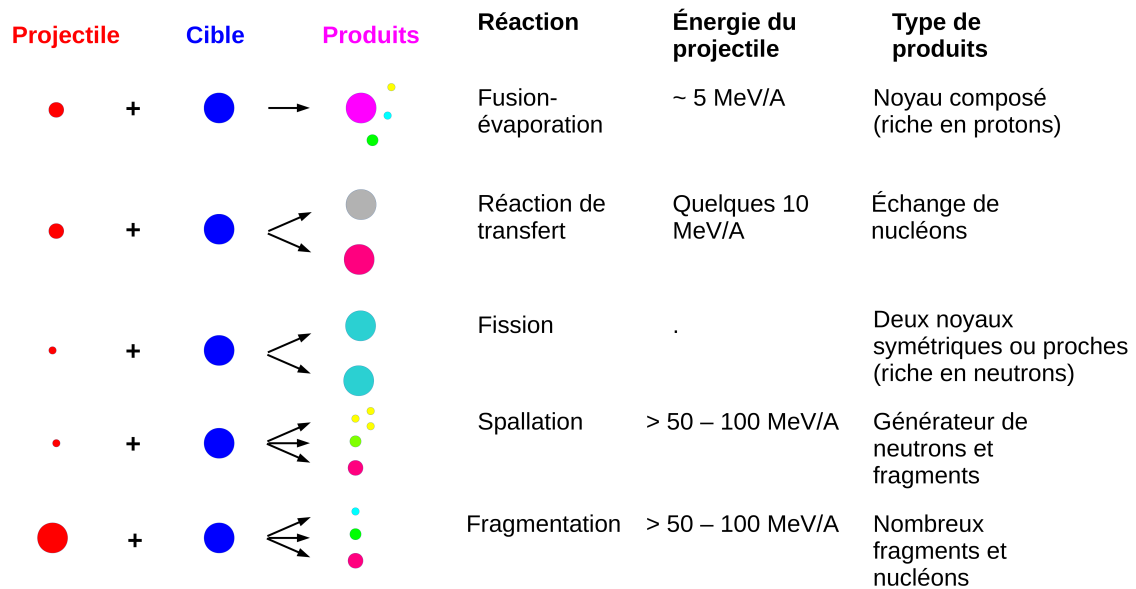 Projectile Cible Produits Réaction Énergie du Type de
projectile produits
+ Fusion- ~ 5 MeV/A Noyau composé
évaporation (riche en protons)
+ Réaction de Quelques 10 Échange de
transfert MeV/A nucléons
+ Fission . Deux noyaux
symétriques ou proches
(riche en neutrons)
+ Spallation > 50 – 100 MeV/A Générateur de
neutrons et
fragments
+ Fragmentation > 50 – 100 MeV/A Nombreux
fragments et
nucléons